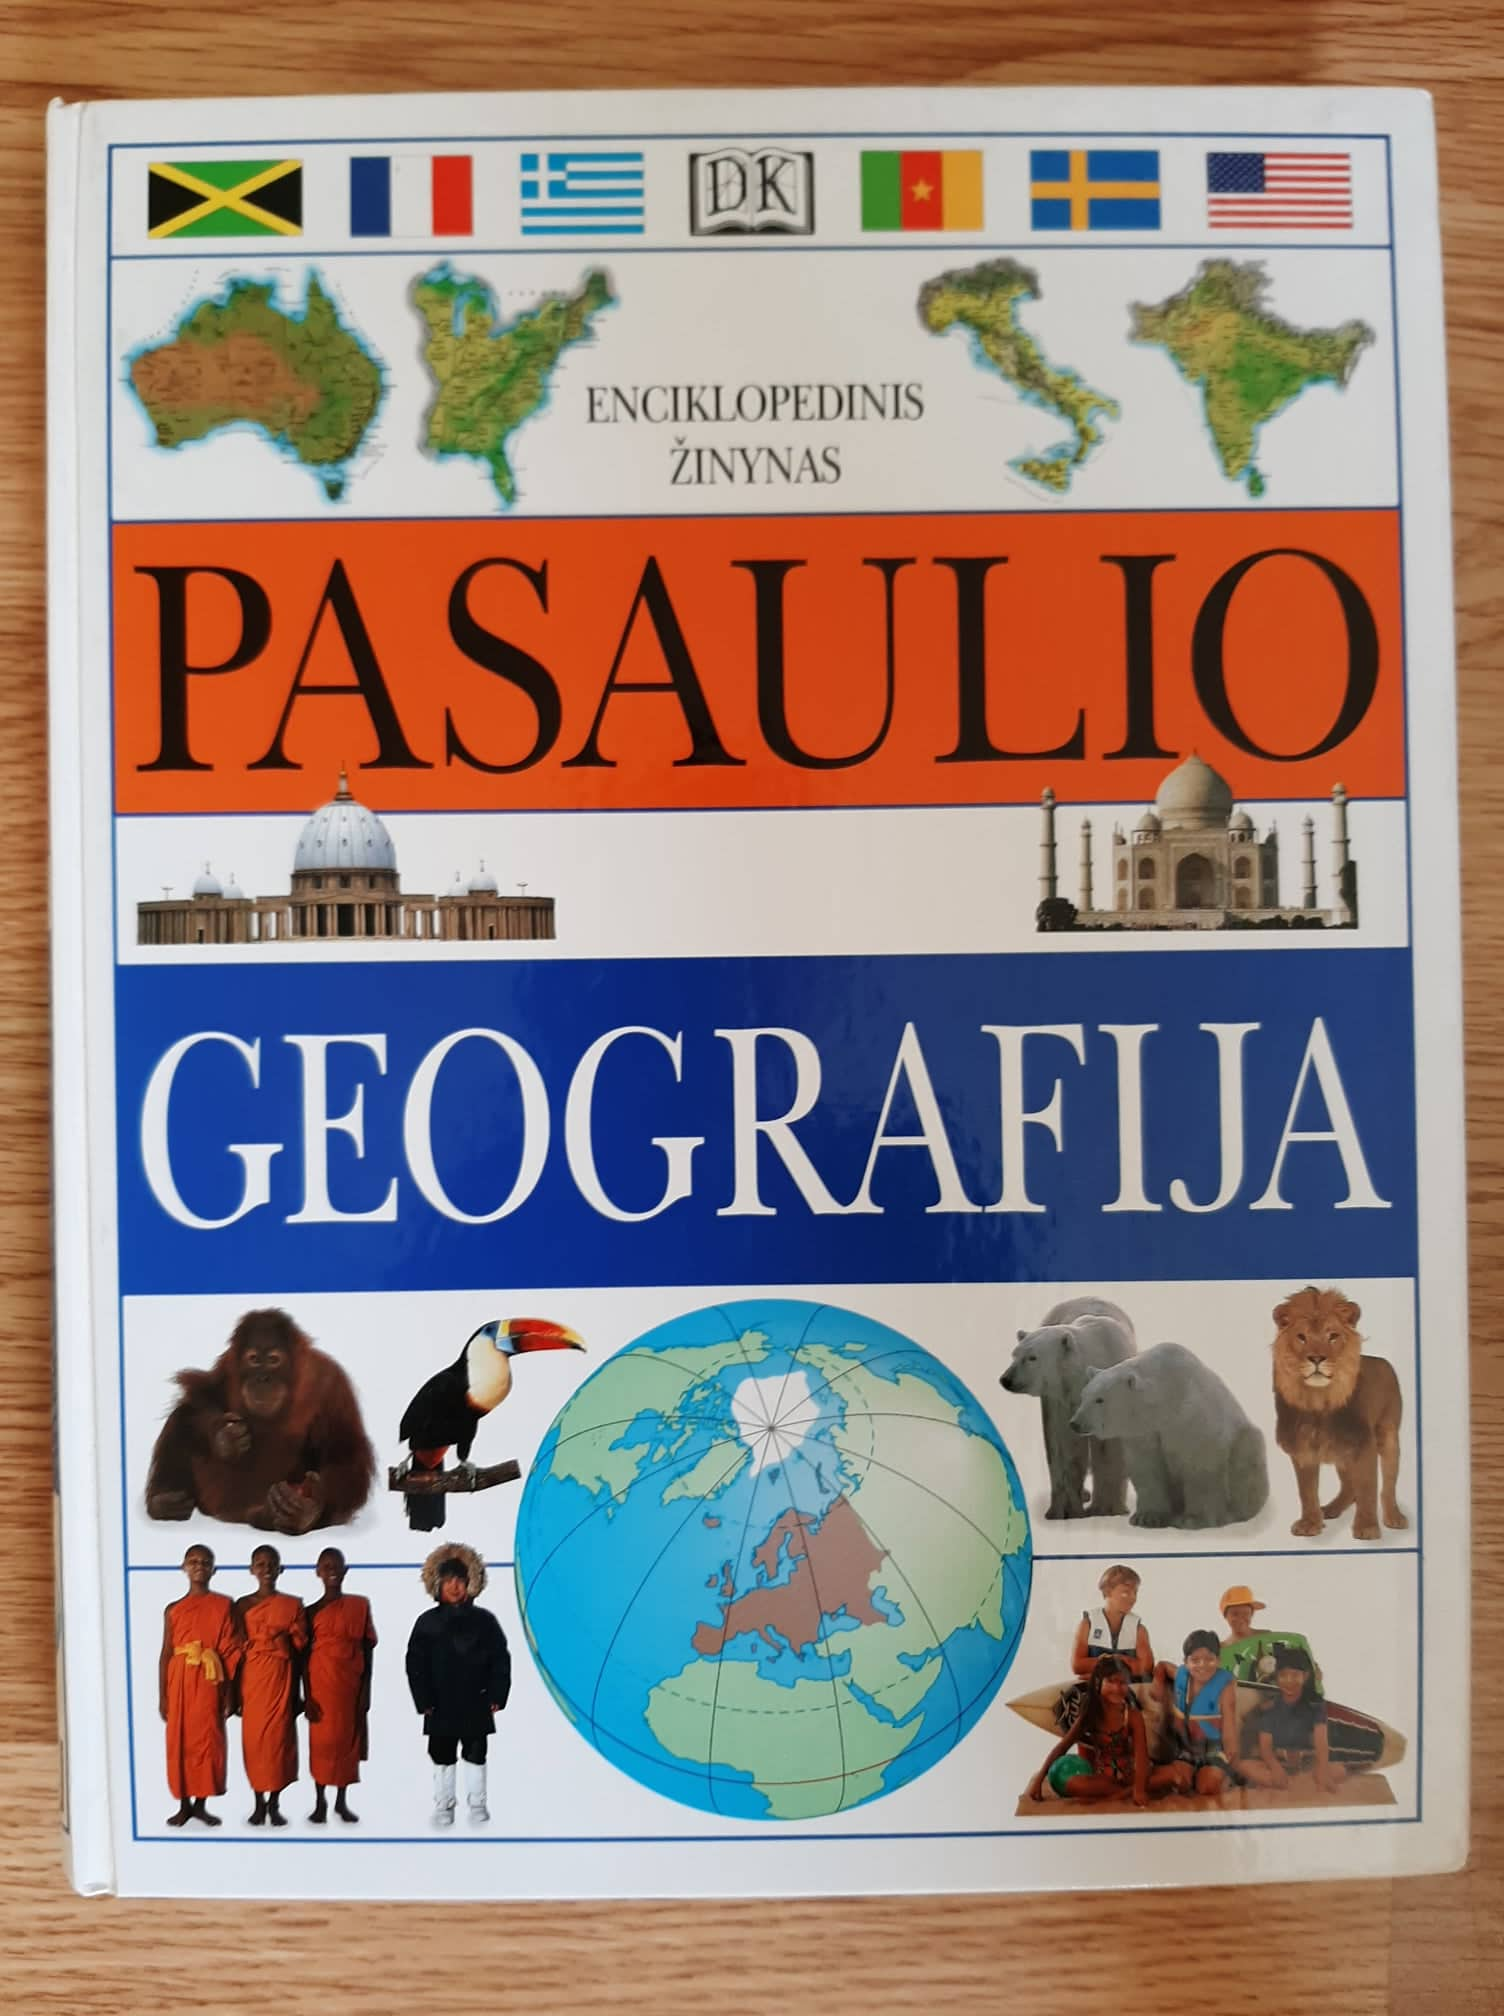 DK
ENCIKLOPEDINIS
ŽINYNAS
PASAULIO
GEOGRAFIJA